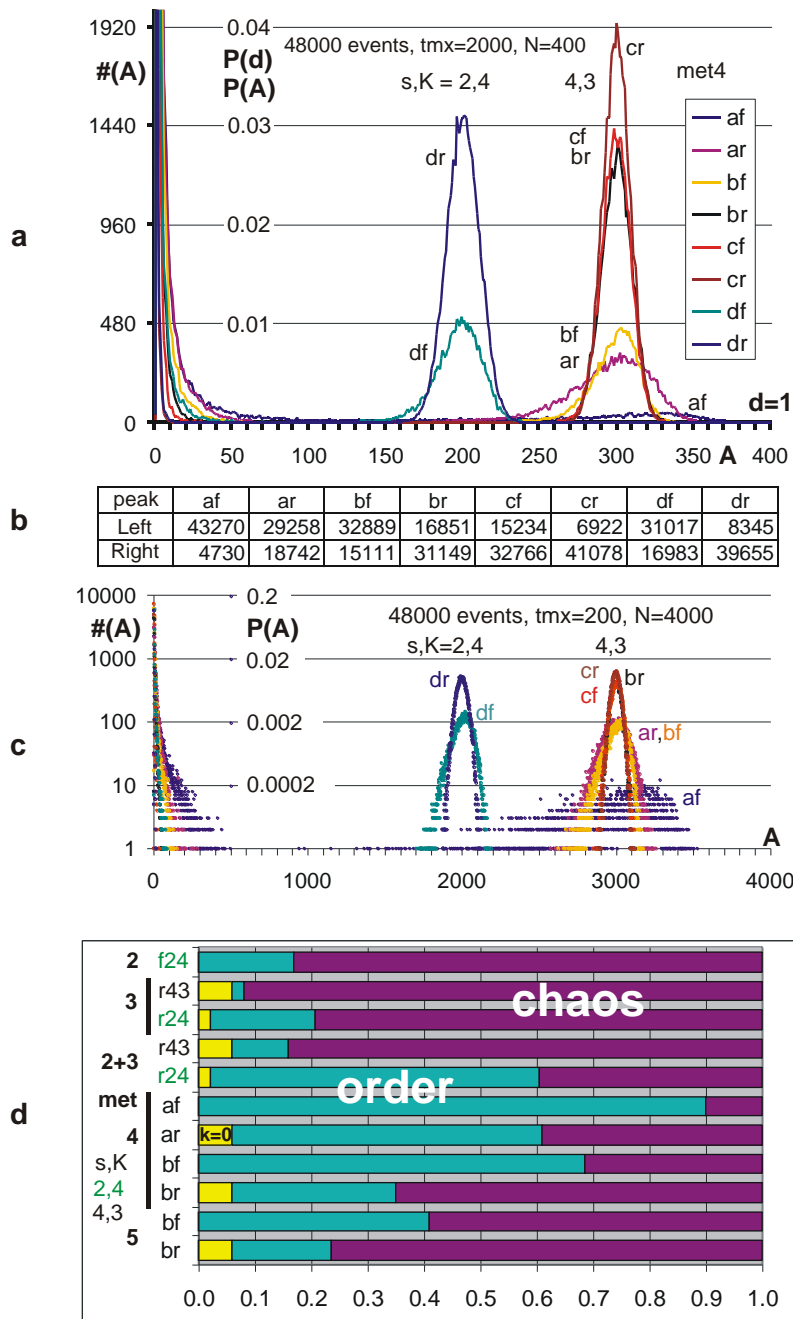 1920
0.04
48000 events, tmx=2000, N=400
cr
#(A)
P(d)
P(A)
s,K = 2,4
4,3
met4
1440
0.03
dr
cf
br
af
ar
bf
br
cf
cr
df
dr
a
960
0.02
480
0.01
df
bf
ar
af
d=1
0
0 50 100 150 200 250 300 350 400
A
b
peak af ar bf br cf cr df dr
Left 43270 29258 32889 16851 15234 6922 31017 8345
Right 4730 18742 15111 31149 32766 41078 16983 39655
10000
0.2
#(A)
P(A)
48000 events, tmx=200, N=4000
s,K=2,4
4,3
1000
0.02
dr
cr
br
cf
df
100
0.002
ar,bf
c
10
0.0002
af
1
A
0 1000 2000 3000 4000
d
2 f24
3 r43
r24
chaos
2+3 r43
r24
order
met
4
af
ar k=0
s,K
bf
2,4
br
4,3
5 bf
br
0.0 0.1 0.2 0.3 0.4 0.5 0.6 0.7 0.8 0.9 1.0